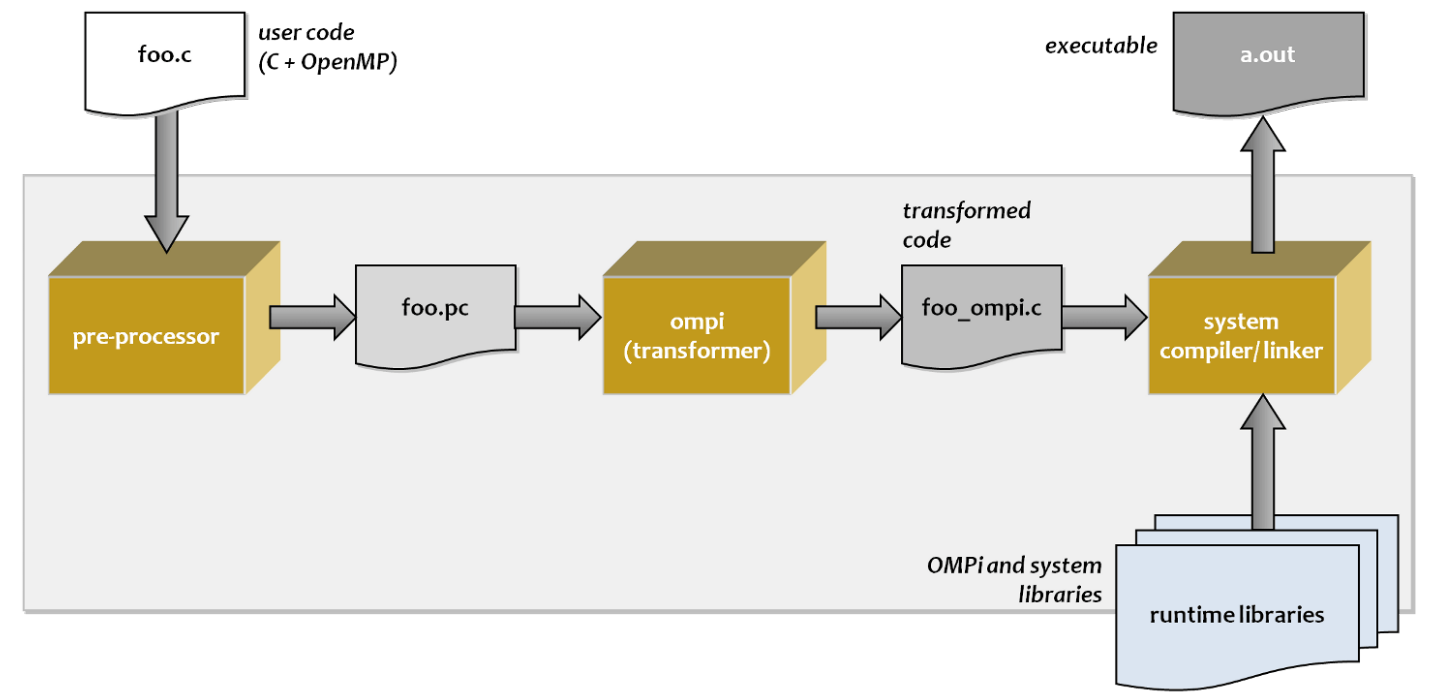 foo.c
user code
(C + OpenMP)
executable
a.out
pre-processor
foo.pc
ompi
(transformer)
transformed
code
foo_ompi.c
system
compiler/ linker
OMPi and system
libraries
runtime libraries